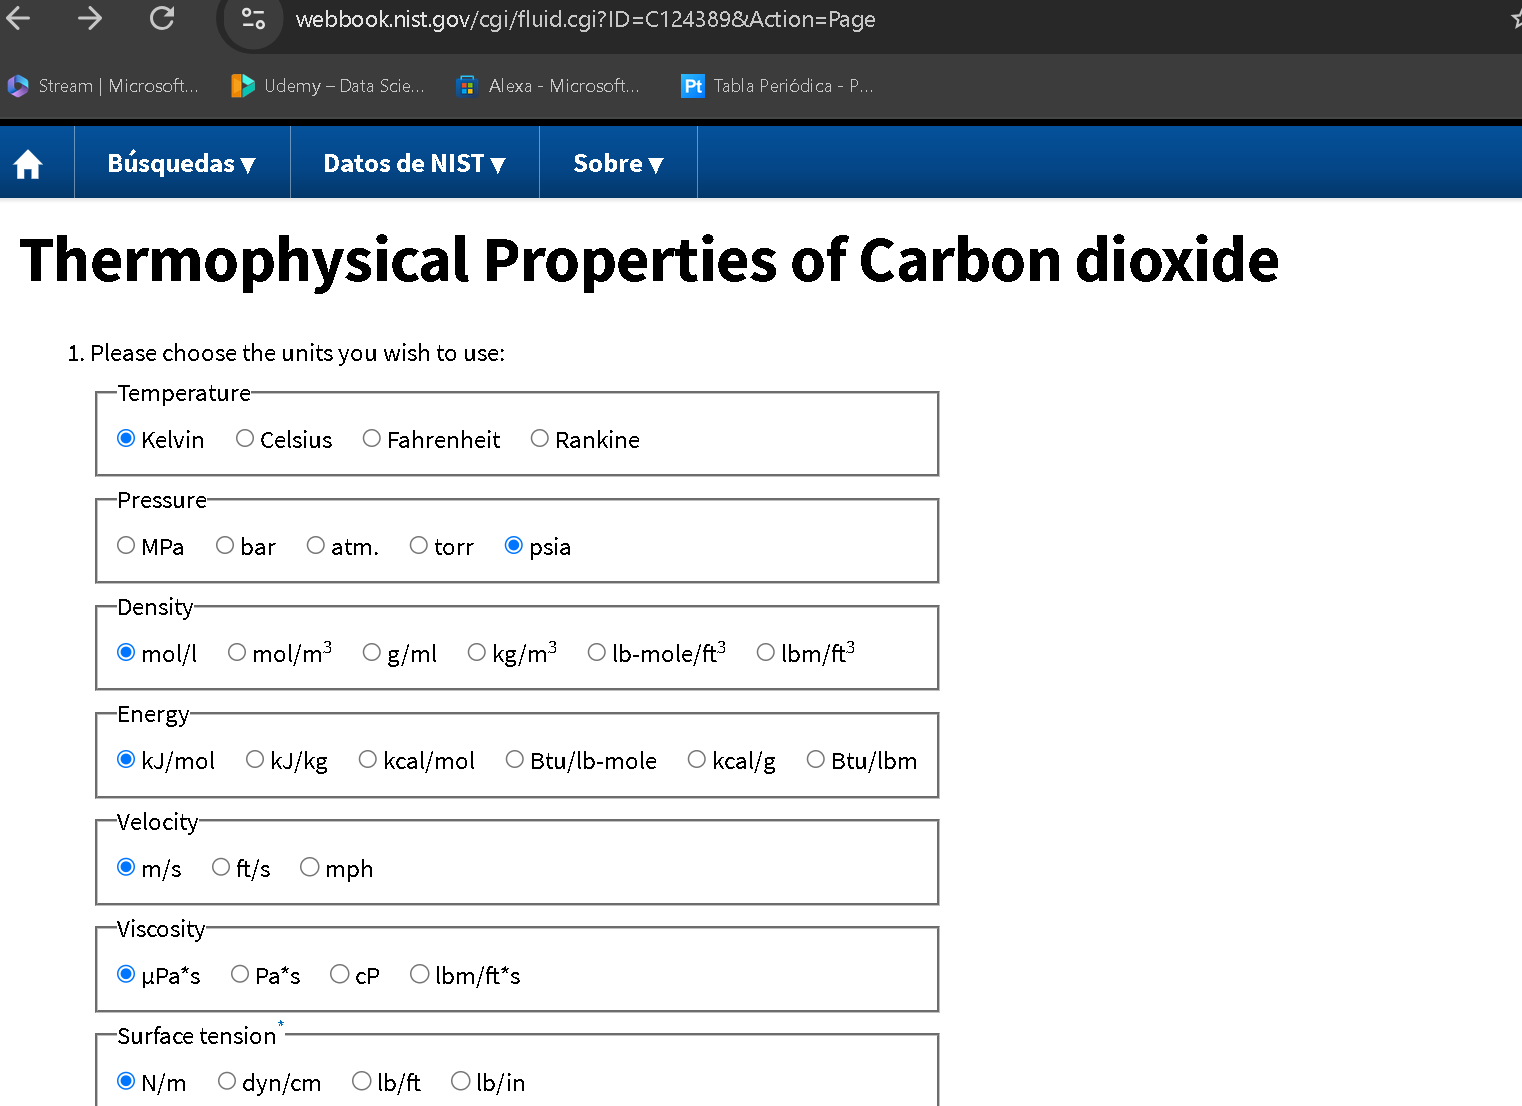 webbook.nist.gov/cgi/fluid.cgi?ID=C124389&Action=Page
Stream | Microsoft... Udemy – Data Scie... Alexa - Microsoft... Pt Tabla Periódica - P...
Búsquedas ▼ Datos de NIST ▼ Sobre ▼
Thermophysical Properties of Carbon dioxide
1. Please choose the units you wish to use:
Temperature
Kelvin Celsius Fahrenheit Rankine
Pressure
MPa bar atm. torr psia
Density
mol/l mol/m³ g/ml kg/m³ lb-mole/ft³ lbm/ft³
Energy
kJ/mol kJ/kg kcal/mol Btu/lb-mole kcal/g Btu/lbm
Velocity
m/s ft/s mph
Viscosity
µPa*s Pa*s cP lbm/ft*s
Surface tension*
N/m dyn/cm lb/ft lb/in